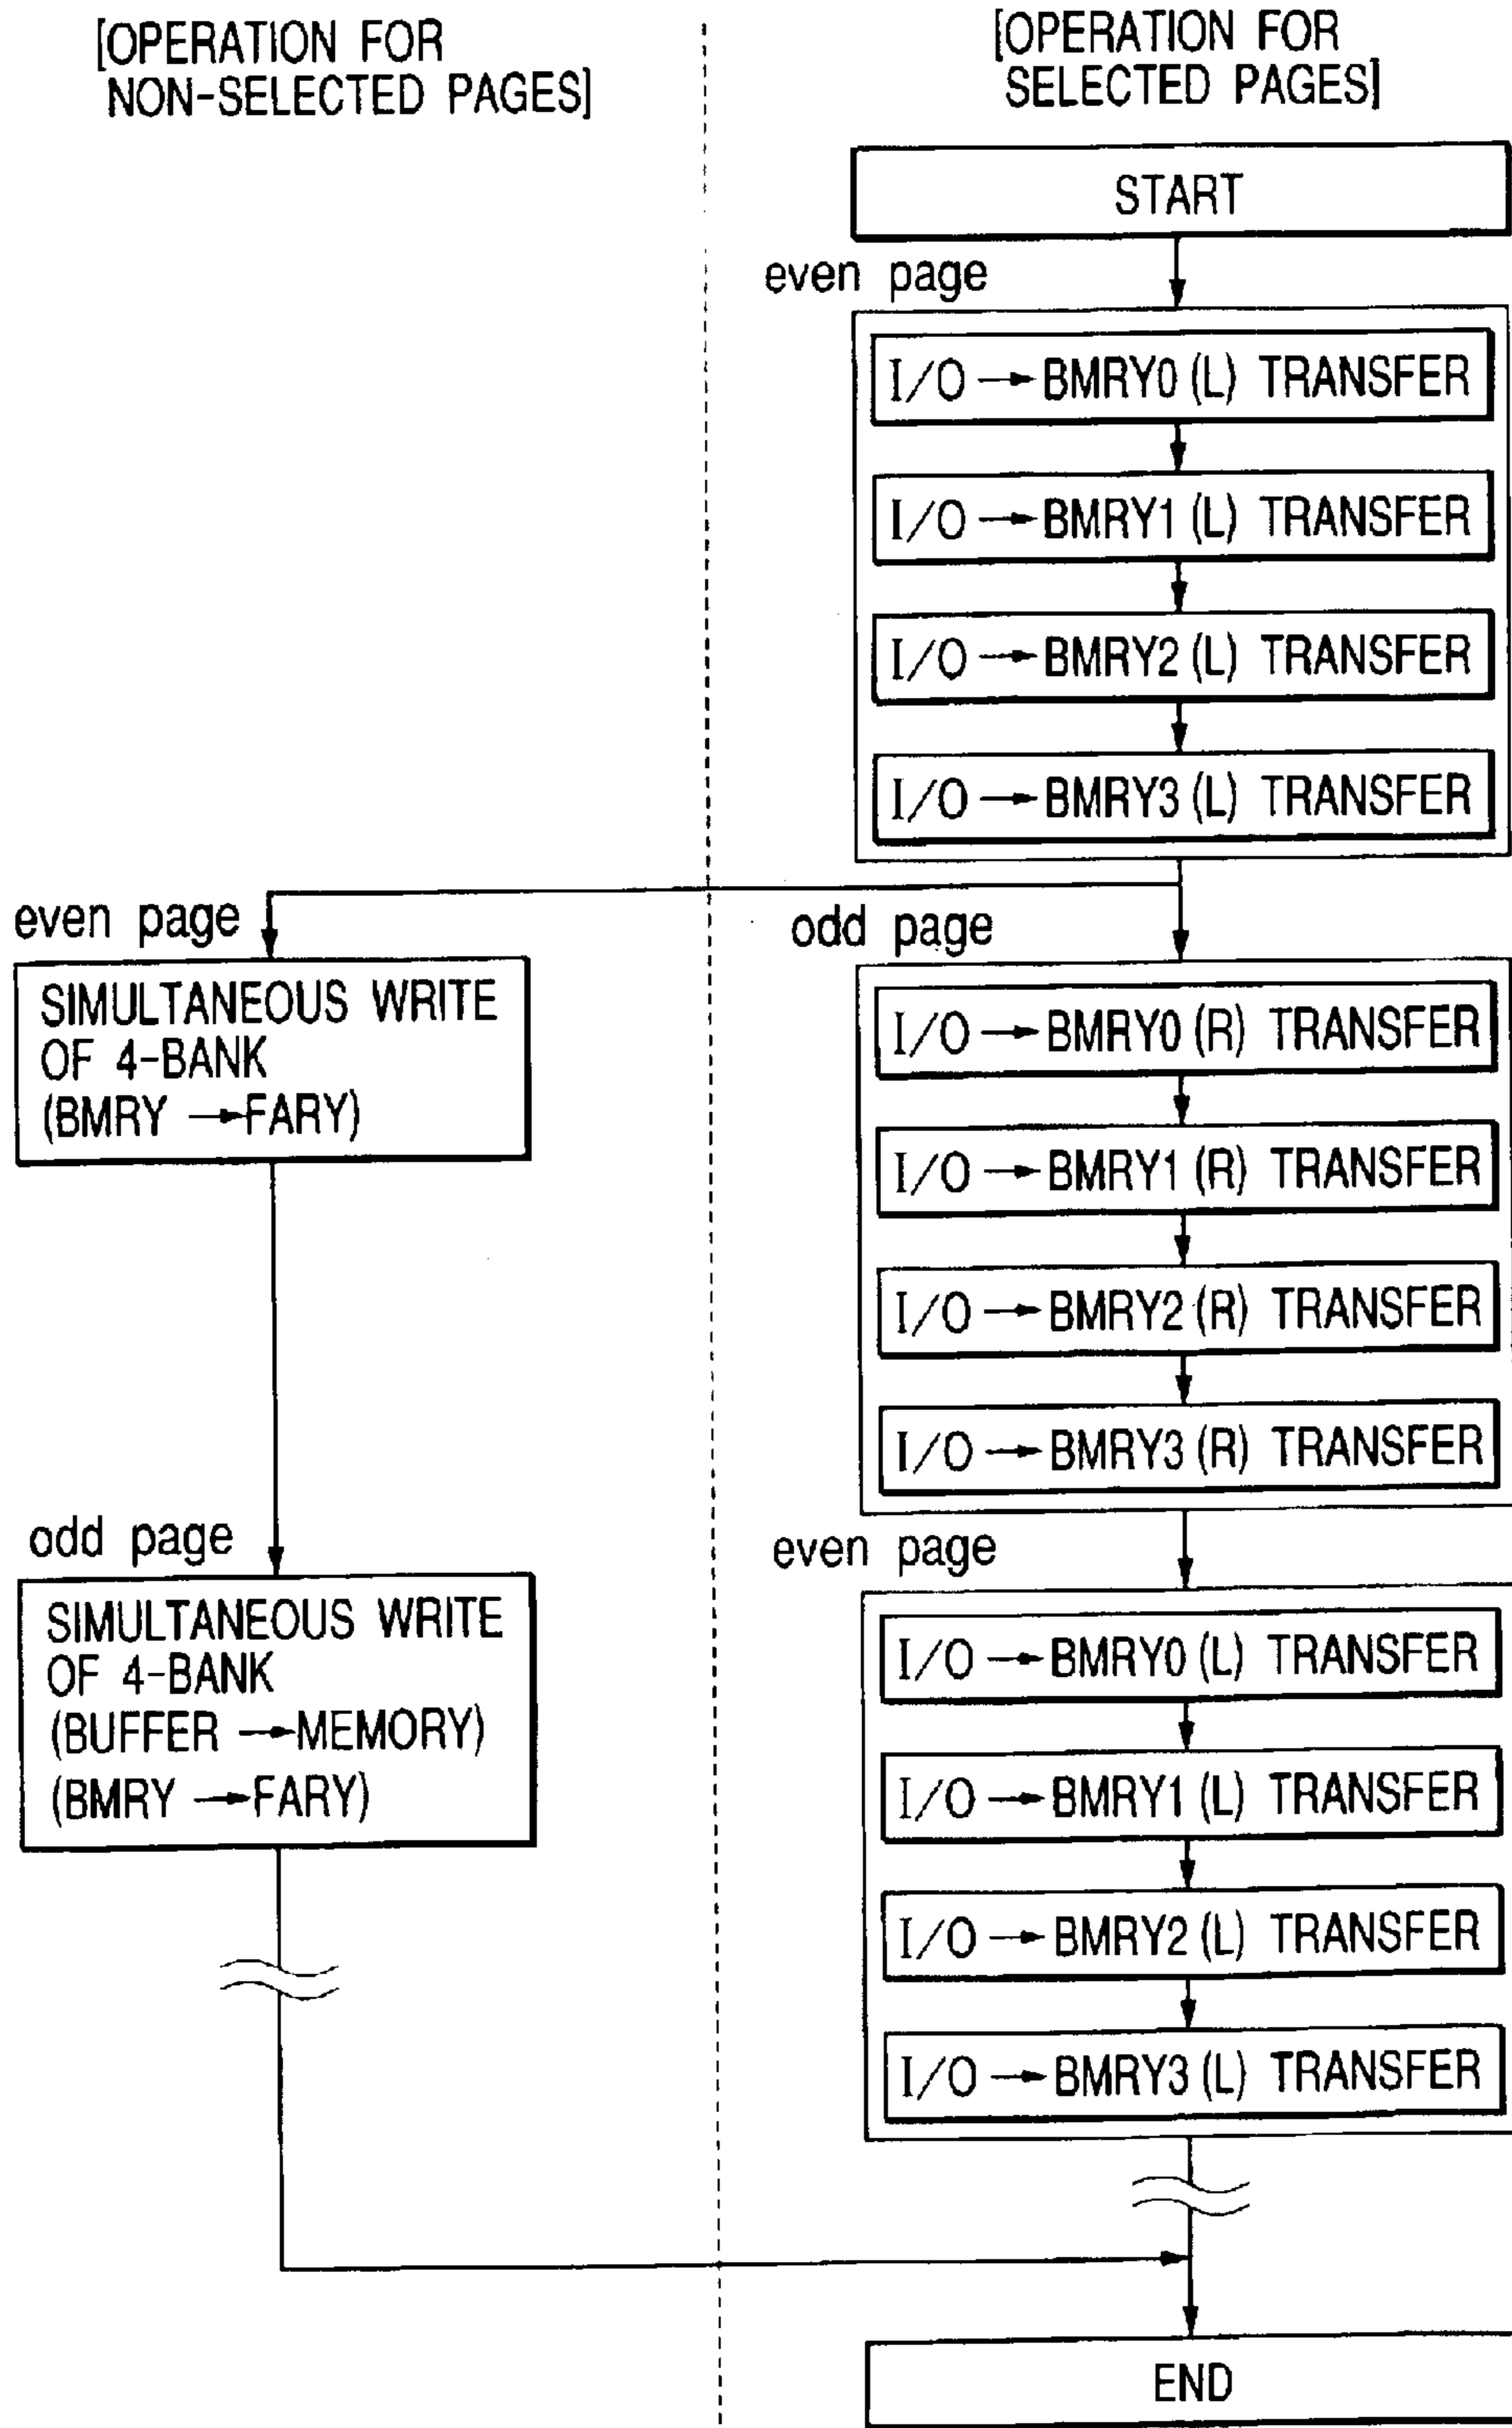 [OPERATION FOR
NON-SELECTED PAGES]
[OPERATION FOR
SELECTED PAGES]
START
even page
I/O → BMRY0 (L) TRANSFER
I/O → BMRY1 (L) TRANSFER
I/O → BMRY2 (L) TRANSFER
I/O → BMRY3 (L) TRANSFER
even page
SIMULTANEOUS WRITE
OF 4-BANK
(BMRY → FARY)
odd page
I/O → BMRY0 (R) TRANSFER
I/O → BMRY1 (R) TRANSFER
I/O → BMRY2 (R) TRANSFER
I/O → BMRY3 (R) TRANSFER
odd page
SIMULTANEOUS WRITE
OF 4-BANK
(BUFFER → MEMORY)
(BMRY → FARY)
even page
I/O → BMRY0 (L) TRANSFER
I/O → BMRY1 (L) TRANSFER
I/O → BMRY2 (L) TRANSFER
I/O → BMRY3 (L) TRANSFER
END